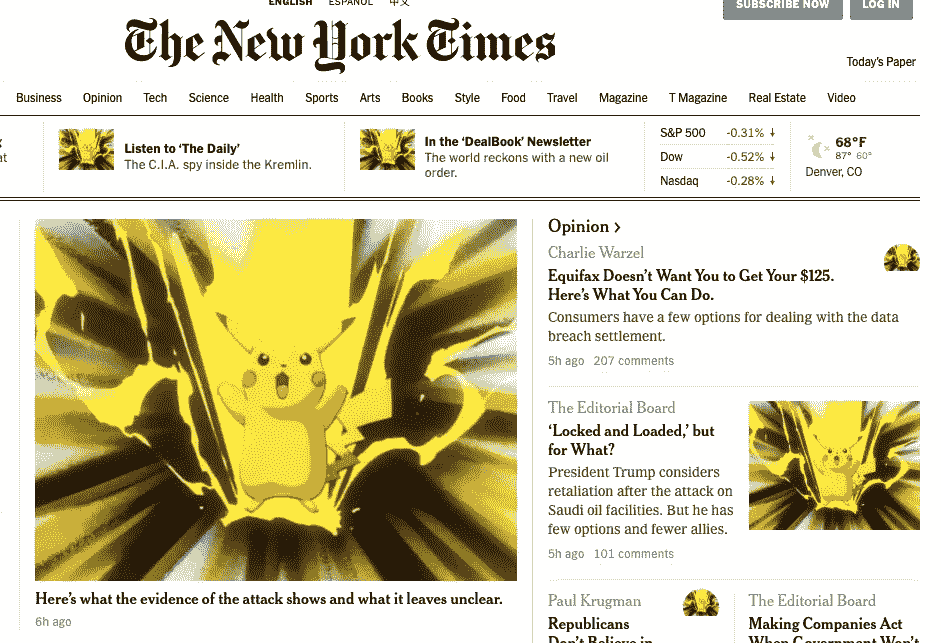 ENGLISH ESPAÑOL 中文
SUBSCRIBE NOW LOG IN
The New York Times
Today's Paper
Business Opinion Tech Science Health Sports Arts Books Style Food Travel Magazine T Magazine Real Estate Video
at
Listen to ‘The Daily’
The C.I.A. spy inside the Kremlin.
In the ‘DealBook’ Newsletter
The world reckons with a new oil
order.
S&P 500 -0.31% ↓
Dow -0.52% ↓
Nasdaq -0.28% ↓
68°F
87° 60°
Denver, CO
Here’s what the evidence of the attack shows and what it leaves unclear.
6h ago
Opinion >
Charlie Warzel
Equifax Doesn’t Want You to Get Your $125.
Here’s What You Can Do.
Consumers have a few options for dealing with the data
breach settlement.
5h ago 207 comments
The Editorial Board
‘Locked and Loaded,’ but
for What?
President Trump considers
retaliation after the attack on
Saudi oil facilities. But he has
few options and fewer allies.
5h ago 101 comments
Paul Krugman
Republicans
Don’t Believe in
The Editorial Board
Making Companies Act
When Government Won’t